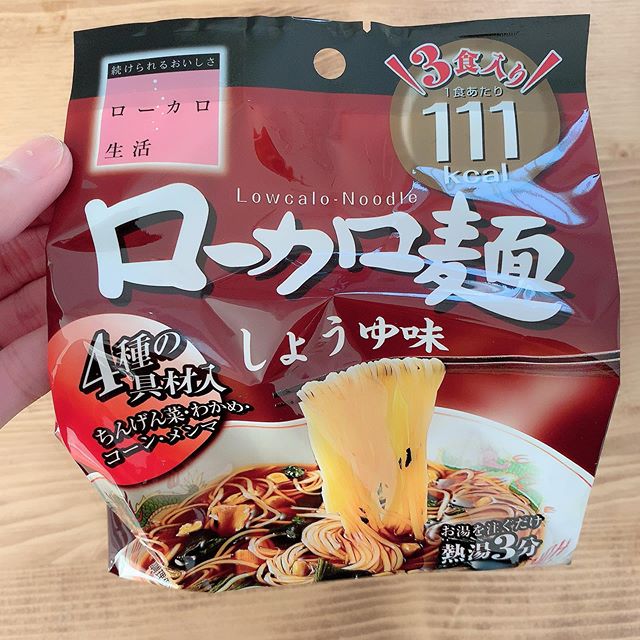 続けられるおいしさ
ローカロ
生活
3食入り
1食あたり
111
kcal
Lowcalo-Noodle
ローカロ麺
しょうゆ味
4種の
具材入
ちんげん菜・わかめ・
コーン・メンマ
お湯を注ぐだけ
熱湯3分